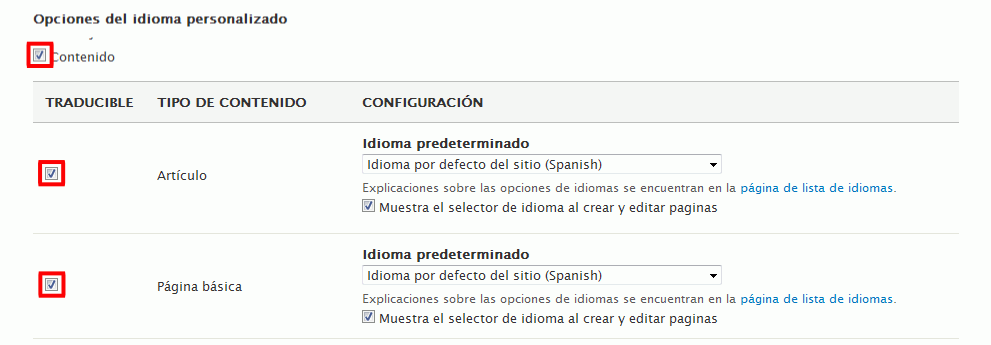 Opciones del idioma personalizado
Contenido
TRADUCIBLE TIPO DE CONTENIDO CONFIGURACIÓN
Idioma predeterminado
Idioma por defecto del sitio (Spanish)
Artículo
Explicaciones sobre las opciones de idiomas se encuentran en la página de lista de idiomas.
Muestra el selector de idioma al crear y editar paginas
Idioma predeterminado
Idioma por defecto del sitio (Spanish)
Página básica
Explicaciones sobre las opciones de idiomas se encuentran en la página de lista de idiomas.
Muestra el selector de idioma al crear y editar paginas